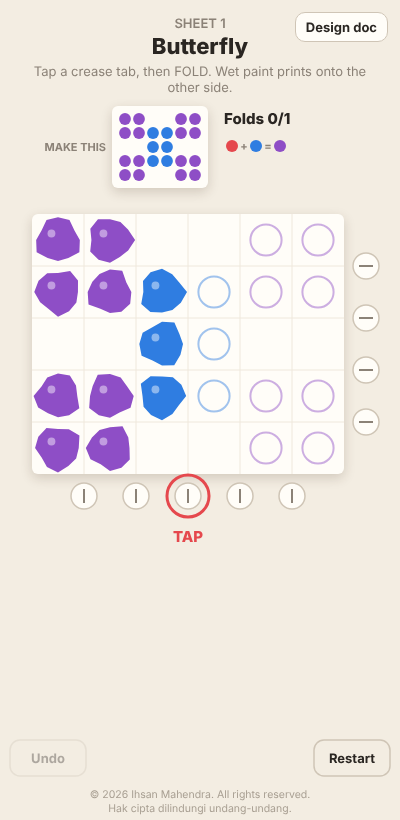 SHEET 1
Design doc
Butterfly
Tap a crease tab, then FOLD. Wet paint prints onto the
other side.
MAKE THIS
Folds 0/1
+ =
TAP
Undo
Restart
© 2026 Ihsan Mahendra. All rights reserved.
Hak cipta dilindungi undang-undang.